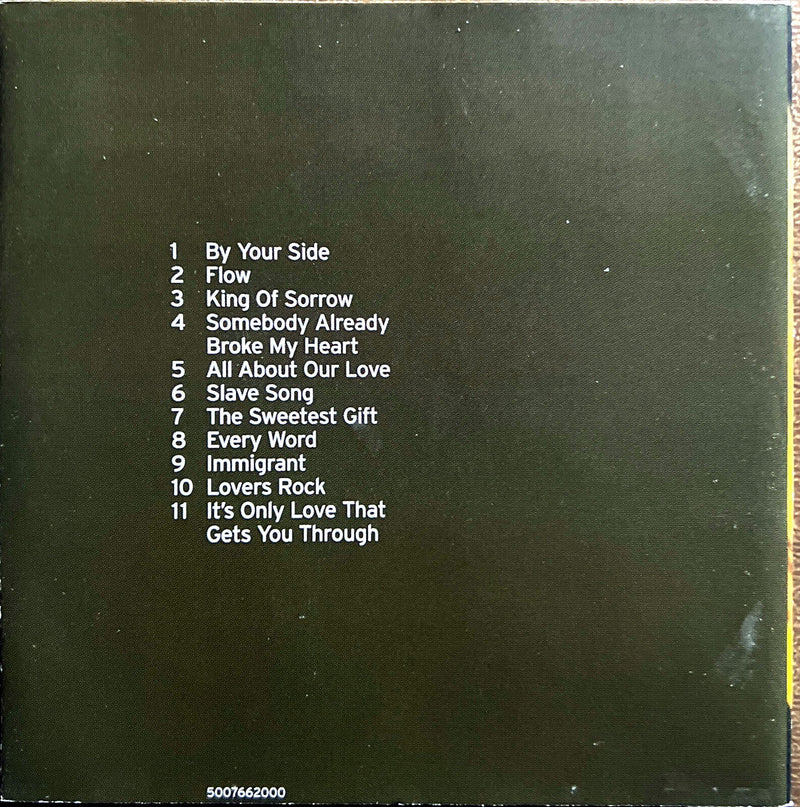 1 By Your Side
2 Flow
3 King Of Sorrow
4 Somebody Already
Broke My Heart
5 All About Our Love
6 Slave Song
7 The Sweetest Gift
8 Every Word
9 Immigrant
10 Lovers Rock
11 It's Only Love That
Gets You Through
5007662000